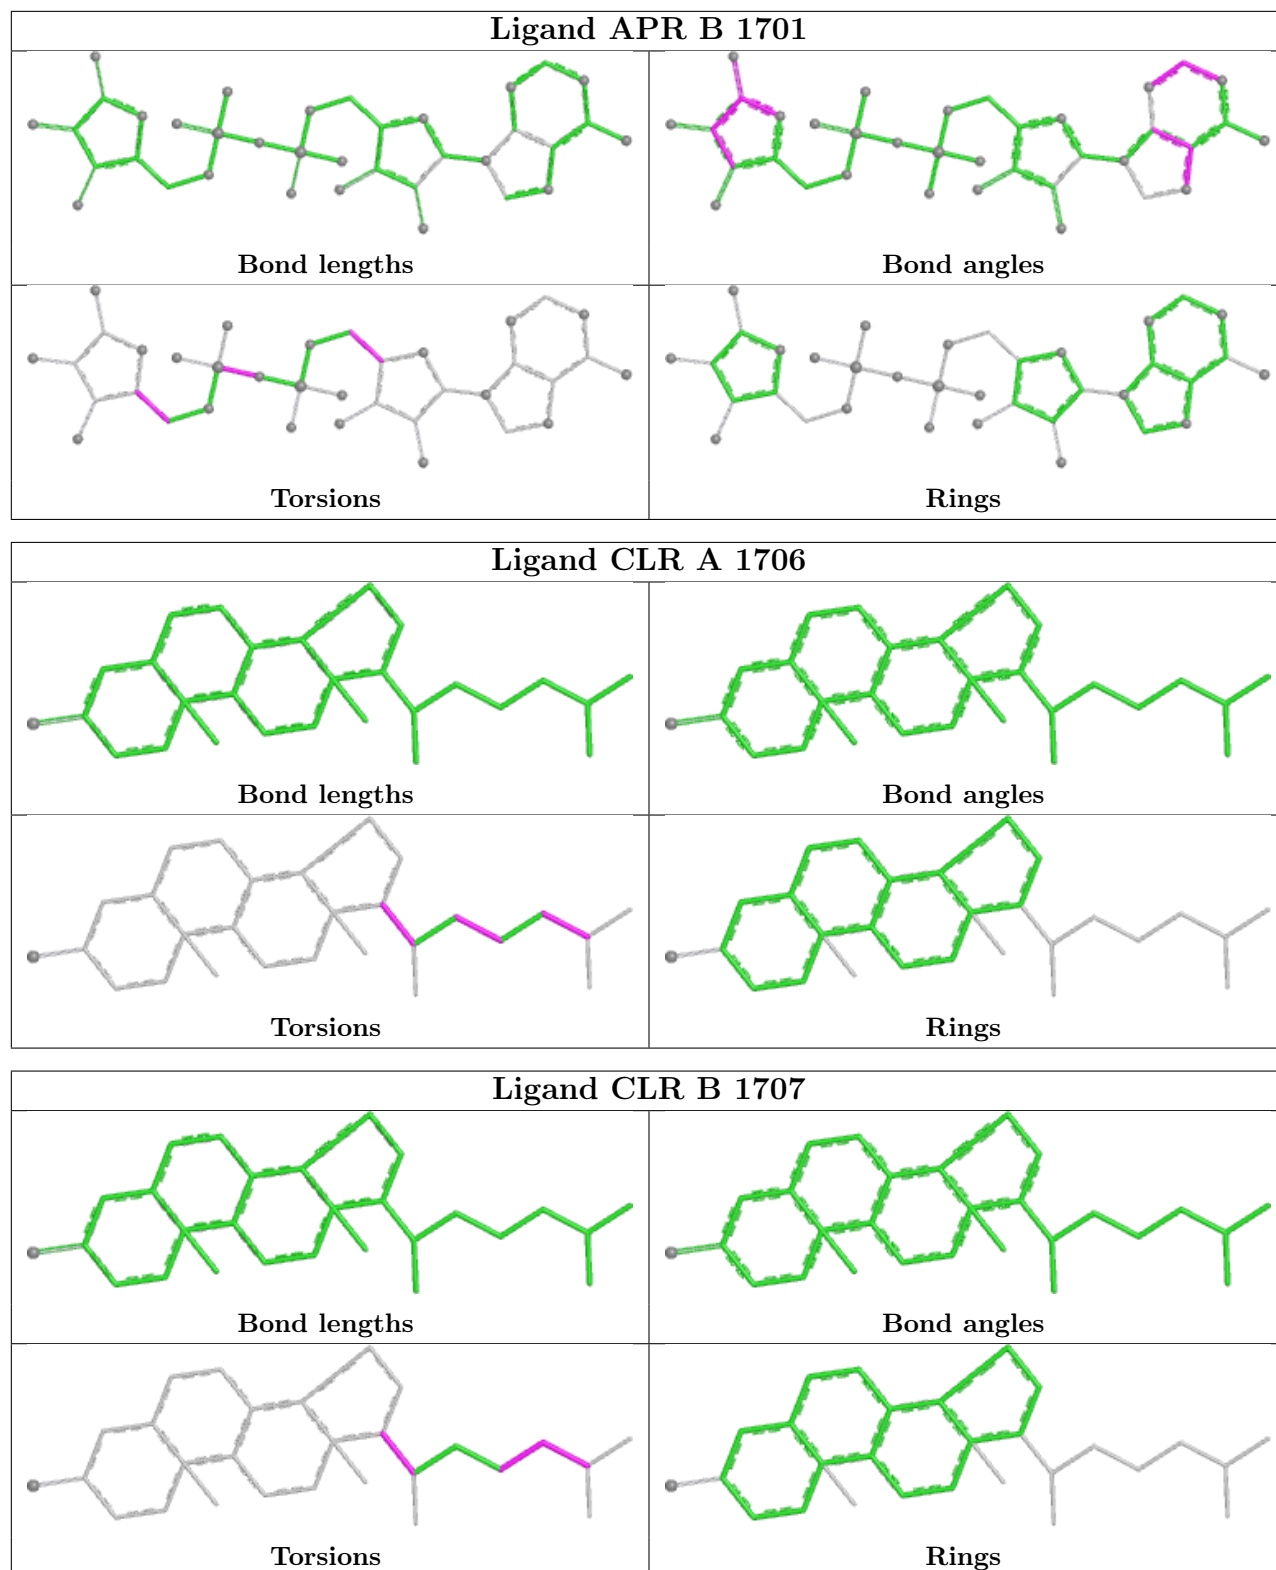 Ligand APR B 1701
Bond lengths
Bond angles
Torsions
Rings
Ligand CLR A 1706
Bond lengths
Bond angles
Torsions
Rings
Ligand CLR B 1707
Bond lengths
Bond angles
Torsions
Rings